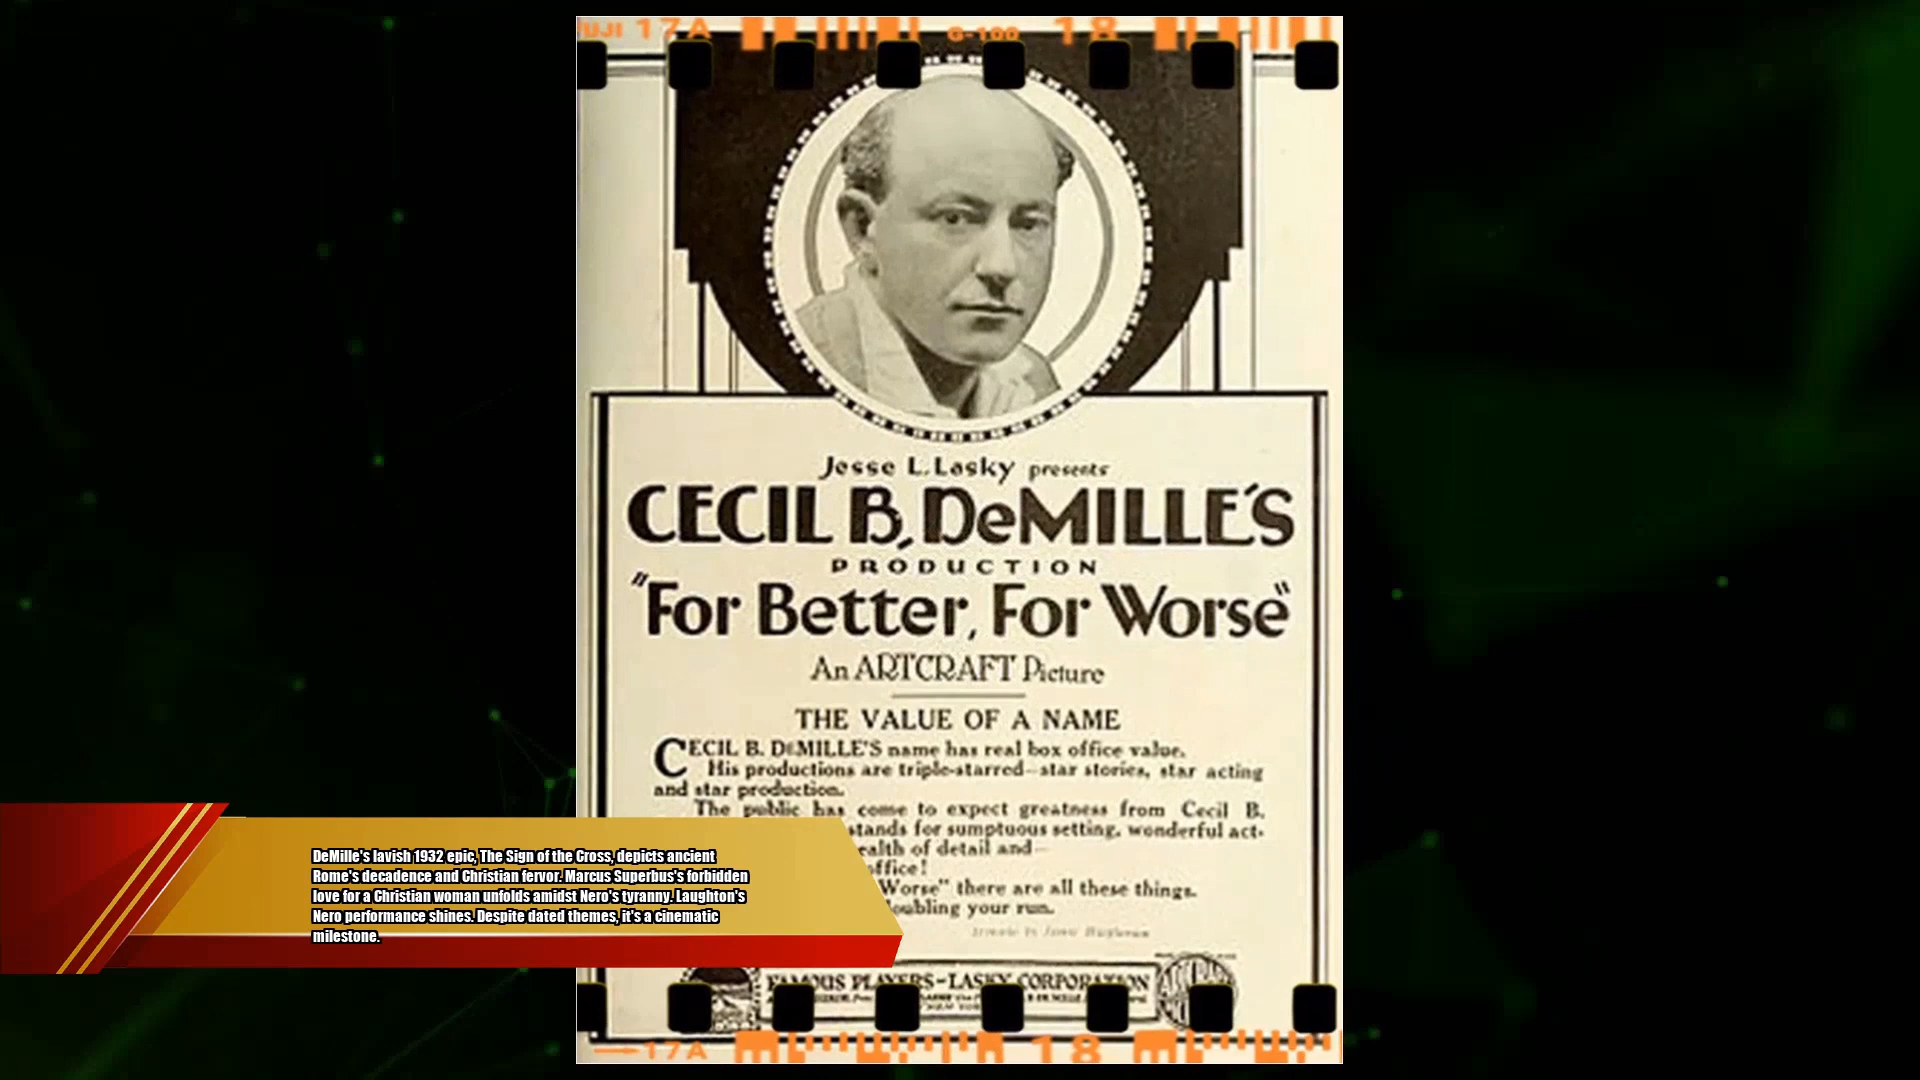 FUJI 17A G-100 18
Jesse L. Lasky presents
CECIL B. DeMILLE'S
PRODUCTION
"For Better, For Worse"
An ARTCRAFT Picture
THE VALUE OF A NAME
CECIL B. DEMILLE'S name has real box office value.
His productions are triple-starred—star stories, star acting
and star production.
The public has come to expect greatness from Cecil B.
stands for sumptuous setting, wonderful act-
of detail and—
Worse" there are all these things.
your run.
DeMille's lavish 1932 epic, The Sign of the Cross, depicts ancient
Rome's decadence and Christian fervor. Marcus Superbus's forbidden
love for a Christian woman unfolds amidst Nero's tyranny. Laughton's
Nero performance shines. Despite dated themes, it's a cinematic
milestone.
FAMOUS PLAYERS-LASKY CORPORATION
17A 18